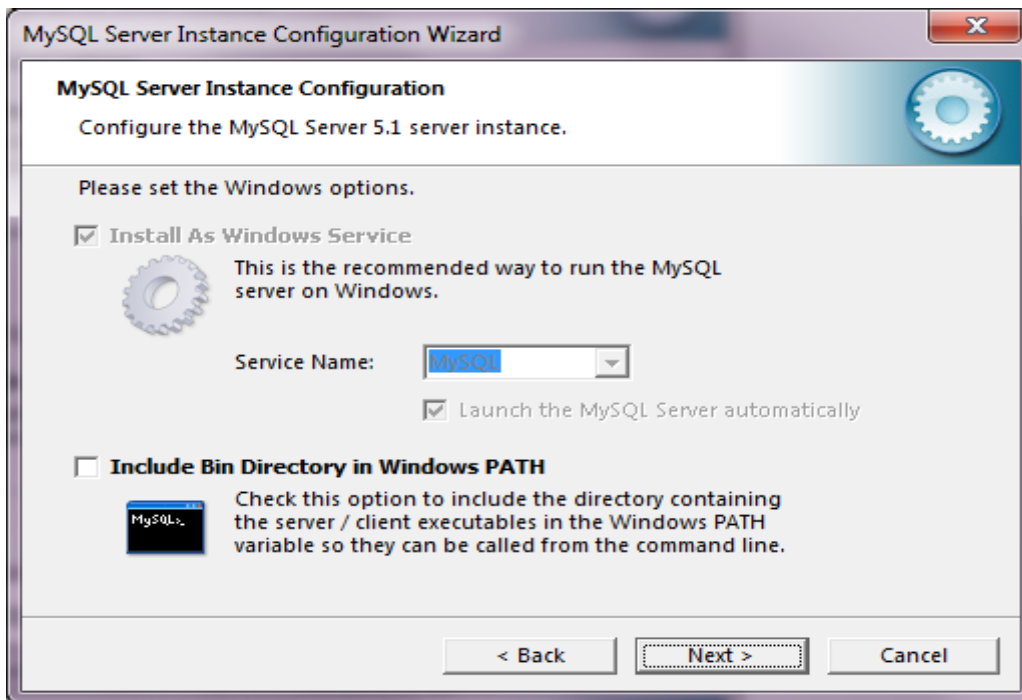 MySQL Server Instance Configuration Wizard
MySQL Server Instance Configuration
Configure the MySQL Server 5.1 server instance.
Please set the Windows options.
Install As Windows Service
This is the recommended way to run the MySQL
server on Windows.
Service Name: MySQL
Launch the MySQL Server automatically
Include Bin Directory in Windows PATH
MySQL>_
Check this option to include the directory containing
the server / client executables in the Windows PATH
variable so they can be called from the command line.
< Back Next > Cancel